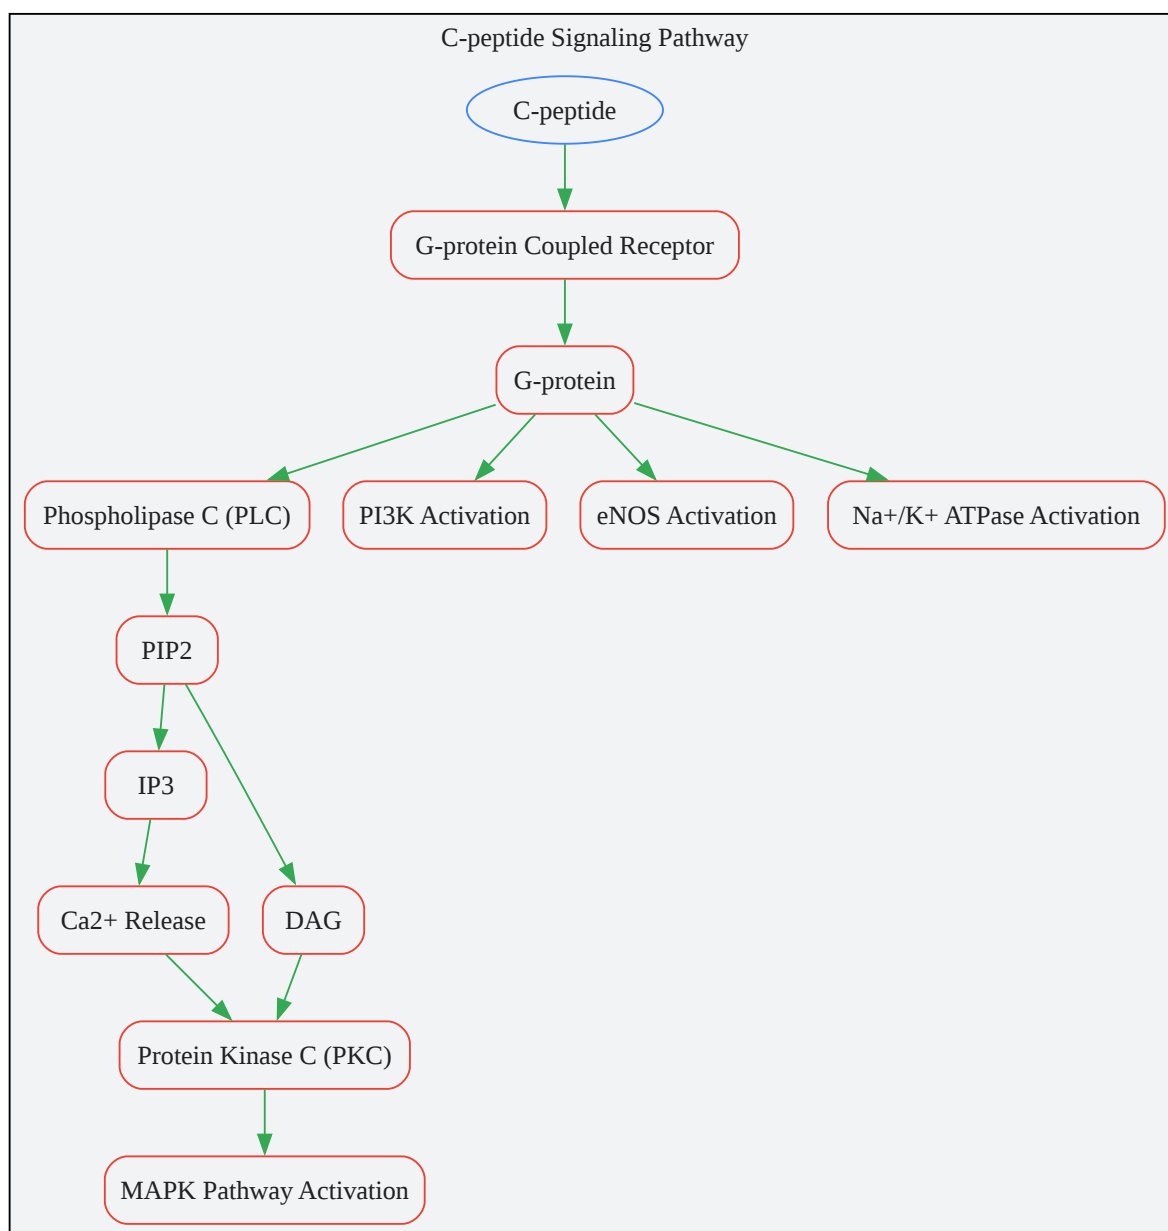 C-peptide Signaling Pathway
C-peptide
G-protein Coupled Receptor
G-protein
Phospholipase C (PLC)
PI3K Activation
eNOS Activation
Na+/K+ ATPase Activation
PIP2
IP3
Ca2+ Release
DAG
Protein Kinase C (PKC)
MAPK Pathway Activation